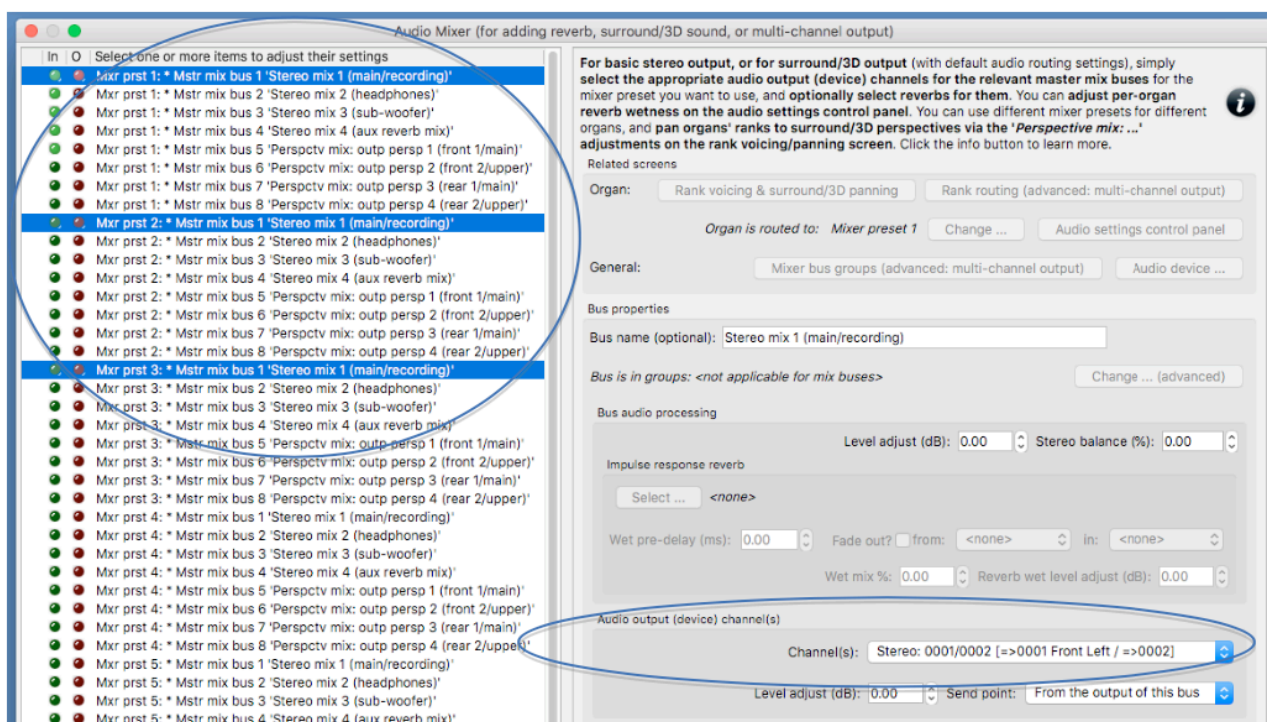 Audio Mixer (for adding reverb, surround/3D sound, or multi-channel output)
In O Select one or more items to adjust their settings
Mxr prst 1: * Mstr mix bus 1 'Stereo mix 1 (main/recording)'
Mxr prst 1: * Mstr mix bus 2 'Stereo mix 2 (headphones)'
Mxr prst 1: * Mstr mix bus 3 'Stereo mix 3 (sub-woofer)'
Mxr prst 1: * Mstr mix bus 4 'Stereo mix 4 (aux reverb mix)'
Mxr prst 1: * Mstr mix bus 5 'Perspctv mix: outp persp 1 (front 1/main)'
Mxr prst 1: * Mstr mix bus 6 'Perspctv mix: outp persp 2 (front 2/upper)'
Mxr prst 1: * Mstr mix bus 7 'Perspctv mix: outp persp 3 (rear 1/main)'
Mxr prst 1: * Mstr mix bus 8 'Perspctv mix: outp persp 4 (rear 2/upper)'
Mxr prst 2: * Mstr mix bus 1 'Stereo mix 1 (main/recording)'
Mxr prst 2: * Mstr mix bus 2 'Stereo mix 2 (headphones)'
Mxr prst 2: * Mstr mix bus 3 'Stereo mix 3 (sub-woofer)'
Mxr prst 2: * Mstr mix bus 4 'Stereo mix 4 (aux reverb mix)'
Mxr prst 2: * Mstr mix bus 5 'Perspctv mix: outp persp 1 (front 1/main)'
Mxr prst 2: * Mstr mix bus 6 'Perspctv mix: outp persp 2 (front 2/upper)'
Mxr prst 2: * Mstr mix bus 7 'Perspctv mix: outp persp 3 (rear 1/main)'
Mxr prst 2: * Mstr mix bus 8 'Perspctv mix: outp persp 4 (rear 2/upper)'
Mxr prst 3: * Mstr mix bus 1 'Stereo mix 1 (main/recording)'
Mxr prst 3: * Mstr mix bus 2 'Stereo mix 2 (headphones)'
Mxr prst 3: * Mstr mix bus 3 'Stereo mix 3 (sub-woofer)'
Mxr prst 3: * Mstr mix bus 4 'Stereo mix 4 (aux reverb mix)'
Mxr prst 3: * Mstr mix bus 5 'Perspctv mix: outp persp 1 (front 1/main)'
Mxr prst 3: * Mstr mix bus 6 'Perspctv mix: outp persp 2 (front 2/upper)'
Mxr prst 3: * Mstr mix bus 7 'Perspctv mix: outp persp 3 (rear 1/main)'
Mxr prst 3: * Mstr mix bus 8 'Perspctv mix: outp persp 4 (rear 2/upper)'
Mxr prst 4: * Mstr mix bus 1 'Stereo mix 1 (main/recording)'
Mxr prst 4: * Mstr mix bus 2 'Stereo mix 2 (headphones)'
Mxr prst 4: * Mstr mix bus 3 'Stereo mix 3 (sub-woofer)'
Mxr prst 4: * Mstr mix bus 4 'Stereo mix 4 (aux reverb mix)'
Mxr prst 4: * Mstr mix bus 5 'Perspctv mix: outp persp 1 (front 1/main)'
Mxr prst 4: * Mstr mix bus 6 'Perspctv mix: outp persp 2 (front 2/upper)'
Mxr prst 4: * Mstr mix bus 7 'Perspctv mix: outp persp 3 (rear 1/main)'
Mxr prst 4: * Mstr mix bus 8 'Perspctv mix: outp persp 4 (rear 2/upper)'
Mxr prst 5: * Mstr mix bus 1 'Stereo mix 1 (main/recording)'
Mxr prst 5: * Mstr mix bus 2 'Stereo mix 2 (headphones)'
Mxr prst 5: * Mstr mix bus 3 'Stereo mix 3 (sub-woofer)'
Mxr prst 5: * Mstr mix bus 4 'Stereo mix 4 (aux reverb mix)'
For basic stereo output, or for surround/3D output (with default audio routing settings), simply
select the appropriate audio output (device) channels for the relevant master mix buses for the
mixer preset you want to use, and optionally select reverbs for them. You can adjust per-organ
reverb wetness on the audio settings control panel. You can use different mixer presets for different
organs, and pan organs' ranks to surround/3D perspectives via the 'Perspective mix: ...'
adjustments on the rank voicing/panning screen. Click the info button to learn more.
i
Related screens
Organ: Rank voicing & surround/3D panning Rank routing (advanced: multi-channel output)
Organ is routed to: Mixer preset 1 Change ... Audio settings control panel
General: Mixer bus groups (advanced: multi-channel output) Audio device ...
Bus properties
Bus name (optional): Stereo mix 1 (main/recording)
Bus is in groups: <not applicable for mix buses> Change ... (advanced)
Bus audio processing
Level adjust (dB): 0.00 Stereo balance (%): 0.00
Impulse response reverb
Select ... <none>
Wet pre-delay (ms): 0.00 Fade out? from: <none> in: <none>
Wet mix %: 0.00 Reverb wet level adjust (dB): 0.00
Audio output (device) channel(s)
Channel(s): Stereo: 0001/0002 [=>0001 Front Left / =>0002]
Level adjust (dB): 0.00 Send point: From the output of this bus